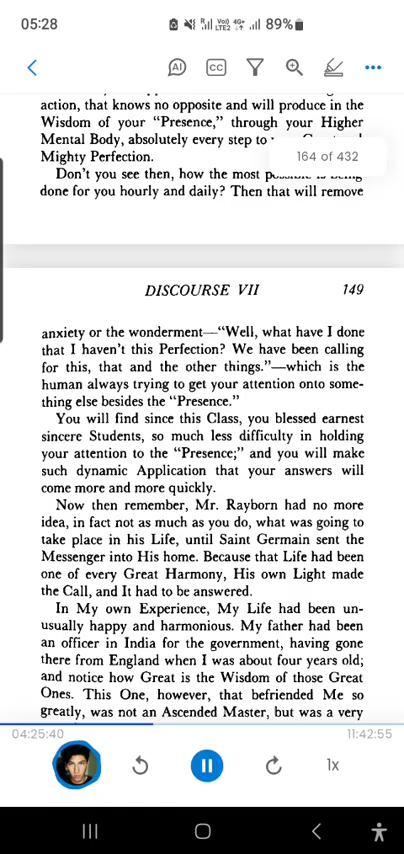 05:28
R
Vo))
LTE2
4G+
89%
AI
CC
action, that knows no opposite and will produce in the
Wisdom of your “Presence,” through your Higher
Mental Body, absolutely every step to
Mighty Perfection.
164 of 432
Don’t you see then, how the most
done for you hourly and daily? Then that will remove
DISCOURSE VII 149
anxiety or the wonderment—“Well, what have I done
that I haven’t this Perfection? We have been calling
for this, that and the other things.”—which is the
human always trying to get your attention onto some-
thing else besides the “Presence.”
You will find since this Class, you blessed earnest
sincere Students, so much less difficulty in holding
your attention to the “Presence;” and you will make
such dynamic Application that your answers will
come more and more quickly.
Now then remember, Mr. Rayborn had no more
idea, in fact not as much as you do, what was going to
take place in his Life, until Saint Germain sent the
Messenger into His home. Because that Life had been
one of every Great Harmony, His own Light made
the Call, and It had to be answered.
In My own Experience, My Life had been un-
usually happy and harmonious. My father had been
an officer in India for the government, having gone
there from England when I was about four years old;
and notice how Great is the Wisdom of those Great
Ones. This One, however, that befriended Me so
greatly, was not an Ascended Master, but was a very
04:25:40 11:42:55
1x